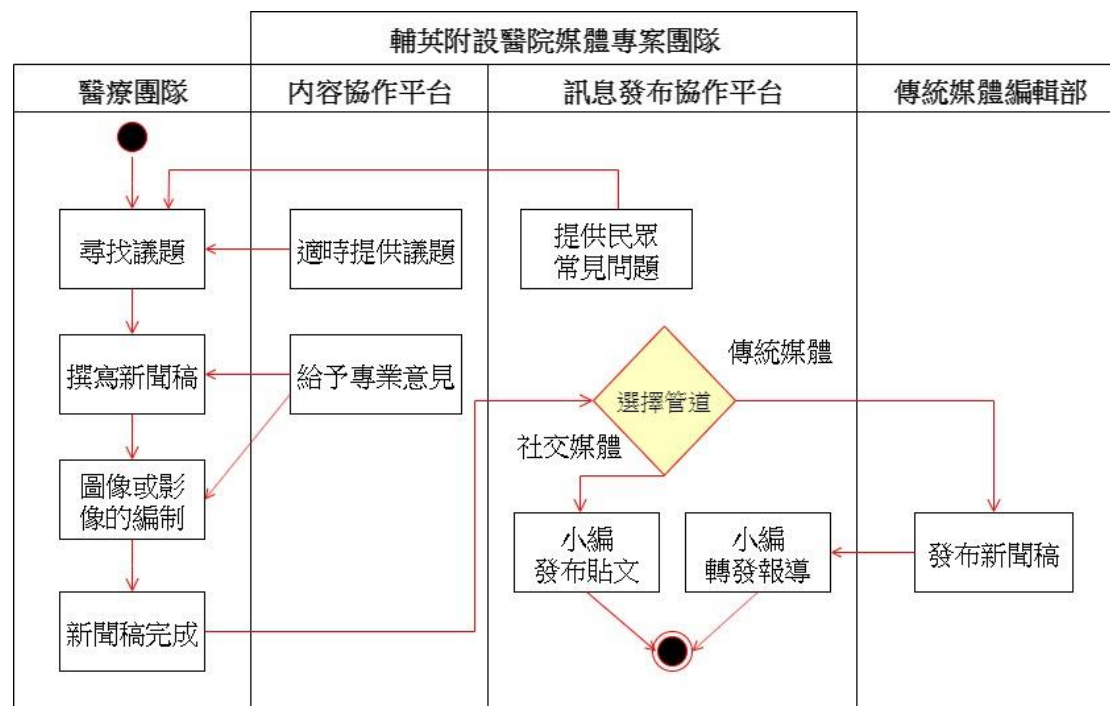 輔英附設醫院媒體專案團隊
醫療團隊
內容協作平台
訊息發布協作平台
傳統媒體編輯部
尋找議題
適時提供議題
提供民眾
常見問題
撰寫新聞稿
給予專業意見
選擇管道
傳統媒體
社交媒體
圖像或影
像的編制
小編
發布貼文
小編
轉發報導
發布新聞稿
新聞稿完成